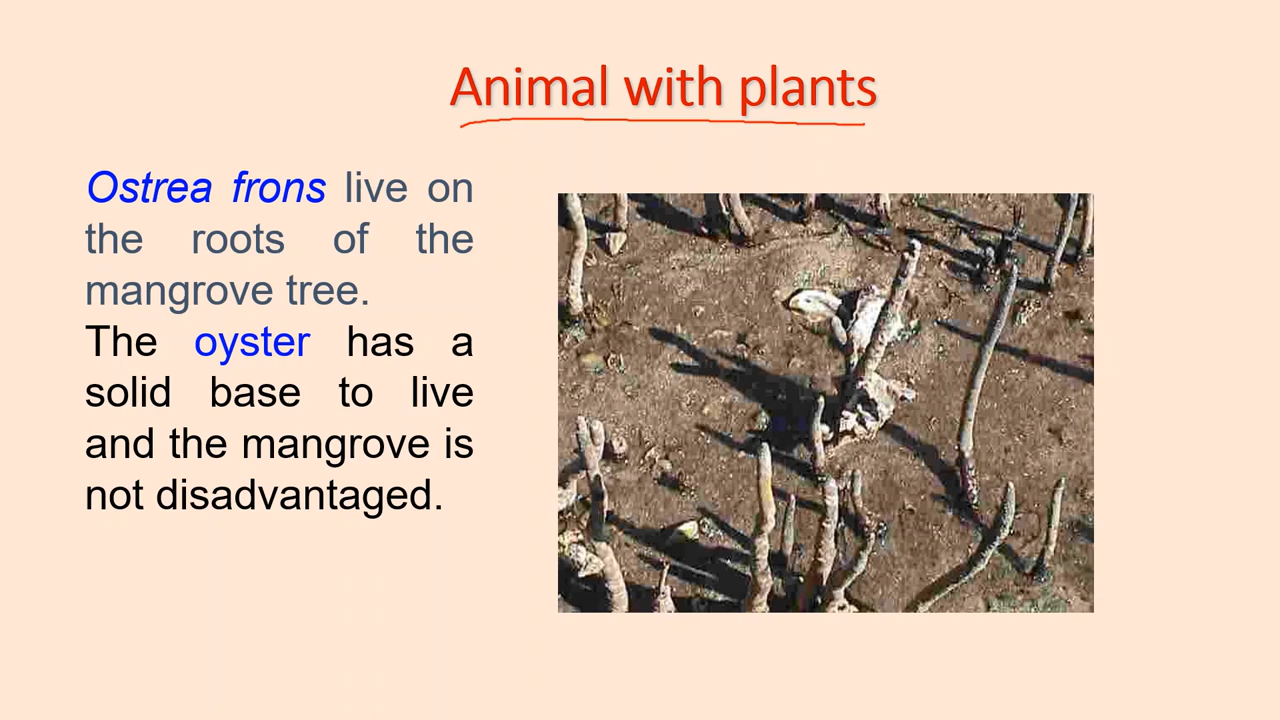 Animal with plants
Ostrea frons live on
the roots of the
mangrove tree.
The oyster has a
solid base to live
and the mangrove is
not disadvantaged.